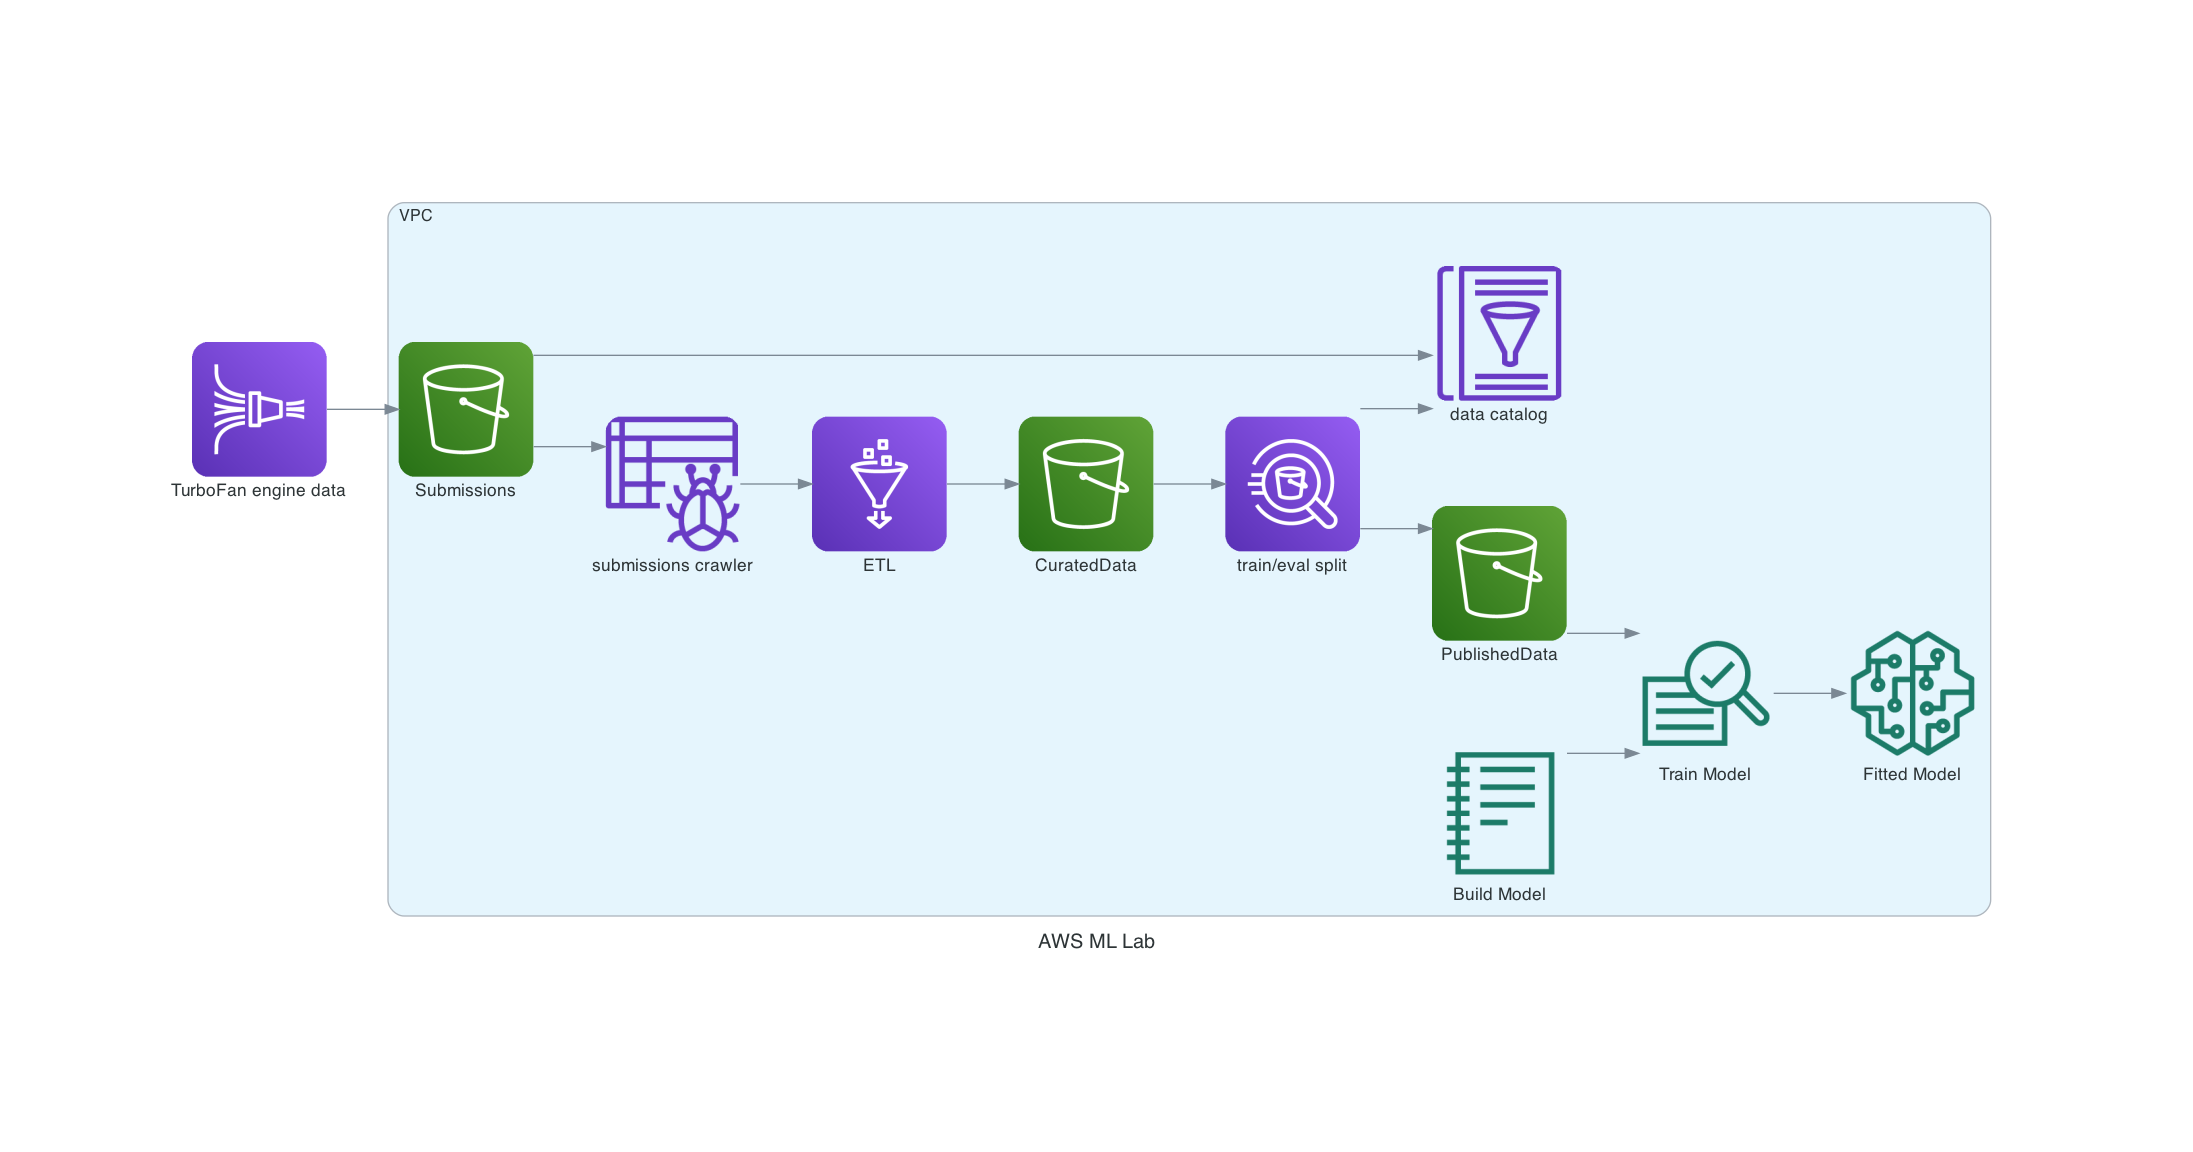 VPC
data catalog
TurboFan engine data
Submissions
submissions crawler
ETL
CuratedData
train/eval split
PublishedData
Train Model
Fitted Model
Build Model
AWS ML Lab